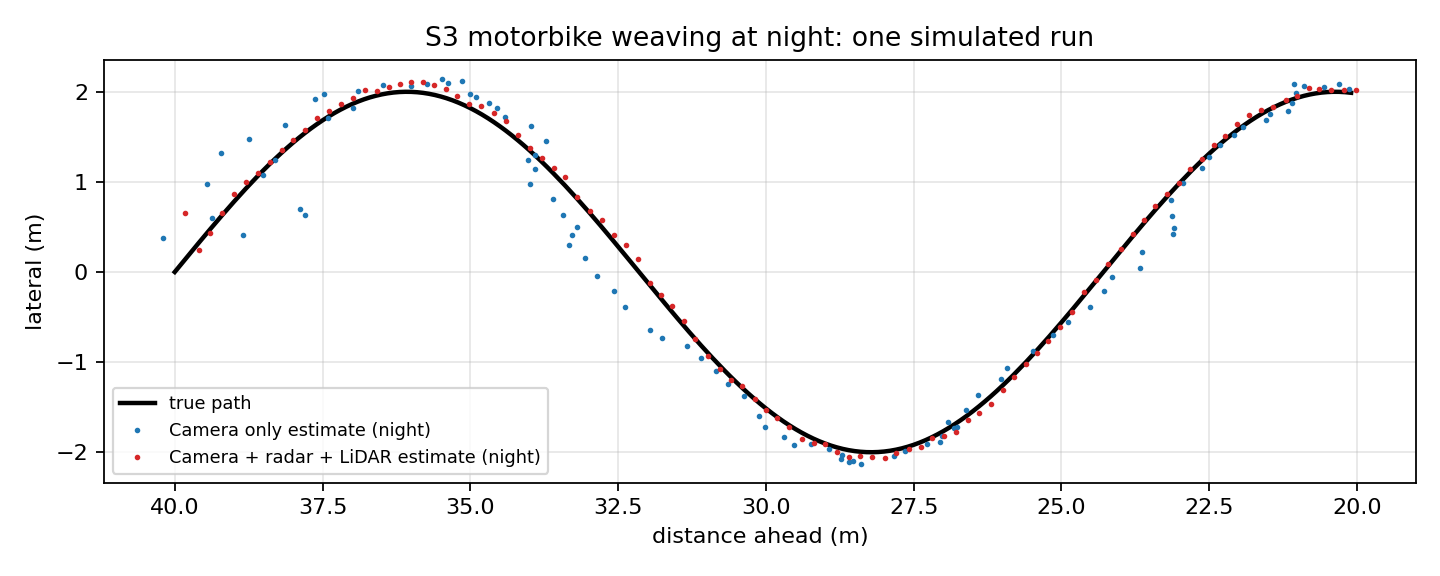 S3 motorbike weaving at night: one simulated run
lateral (m)
2
1
0
−1
−2
true path
Camera only estimate (night)
Camera + radar + LiDAR estimate (night)
40.0 37.5 35.0 32.5 30.0 27.5 25.0 22.5 20.0
distance ahead (m)